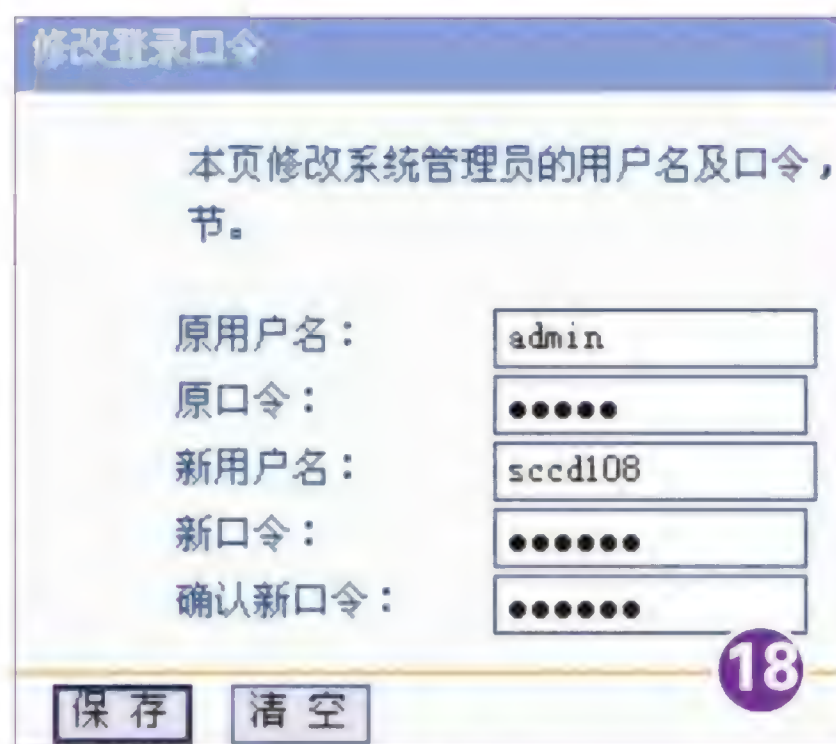 修改登录口令
本页修改系统管理员的用户名及口令，
节。
原用户名： admin
原口令： ●●●●●
新用户名： sccd108
新口令： ●●●●●●
确认新口令： ●●●●●●
18
保 存 清 空